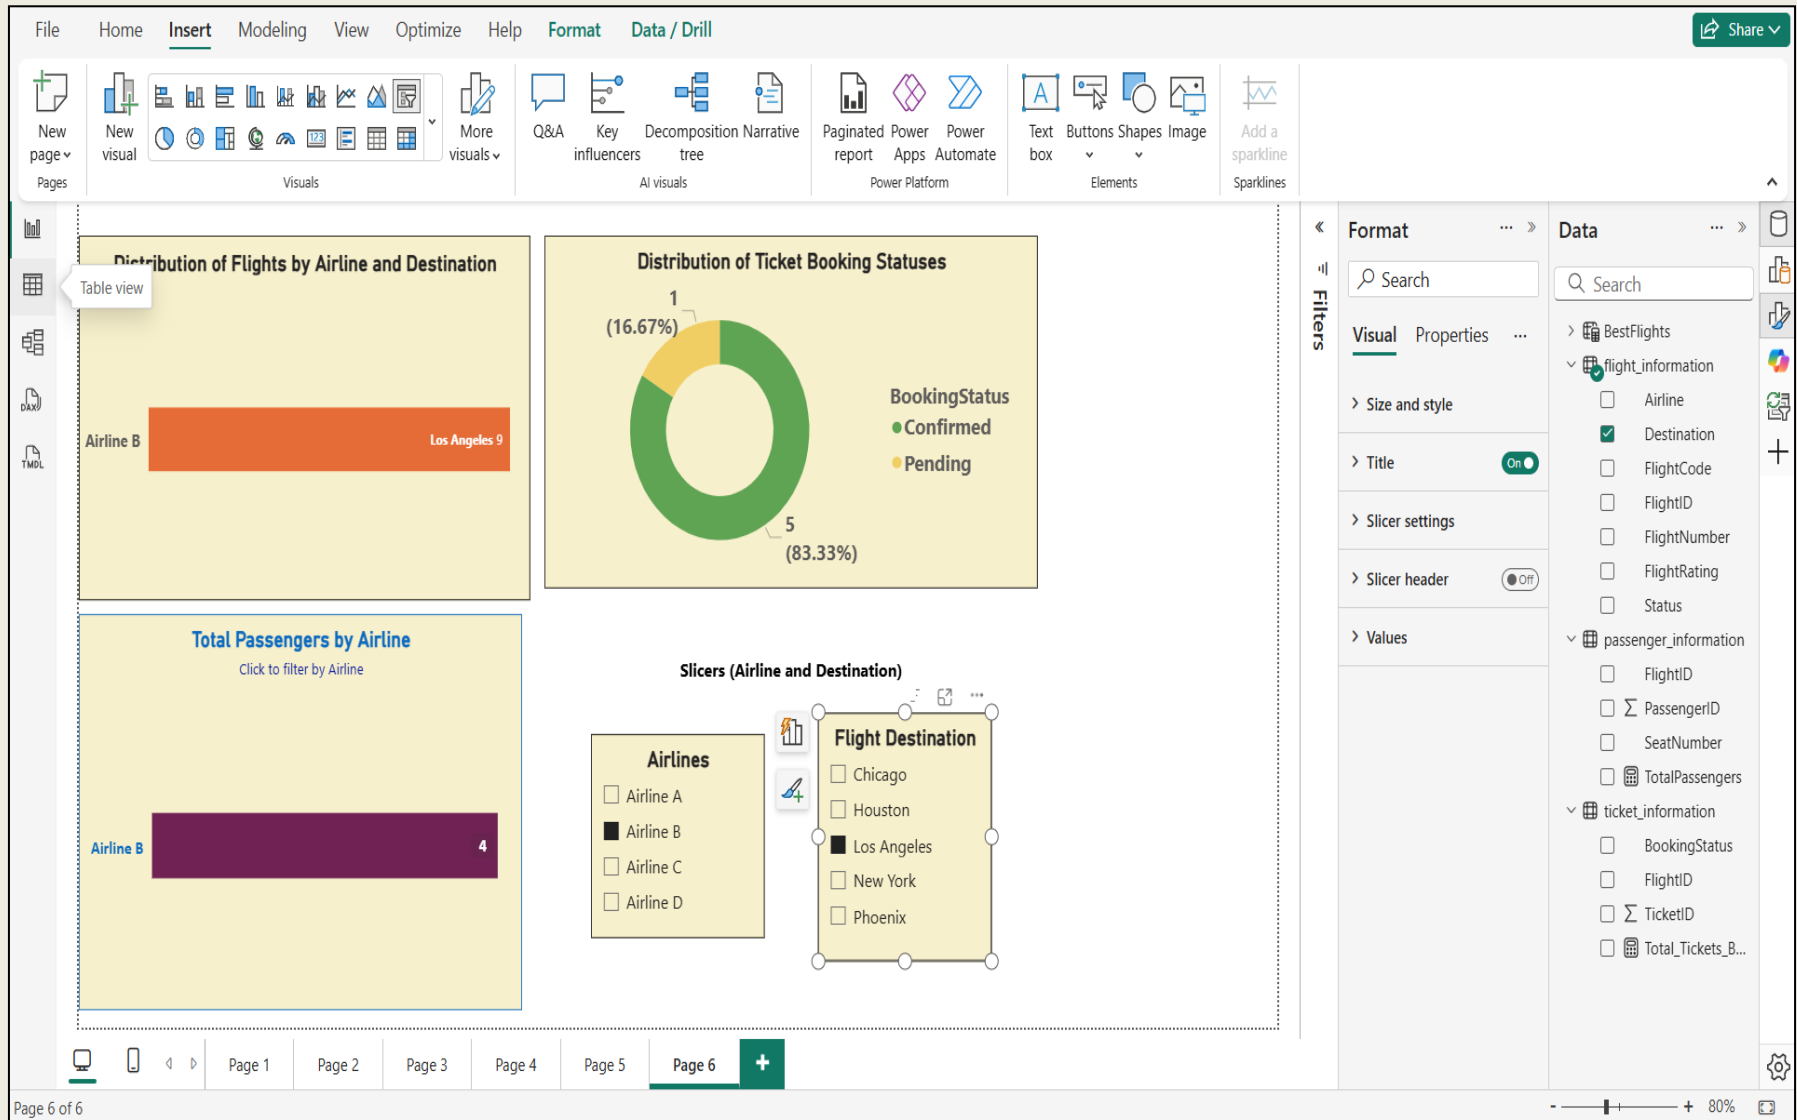 File Home Insert Modeling View Optimize Help Format Data / Drill Share
New page
New visual
More visuals
123
Q&A
Key influencers
Decomposition tree
Narrative
Paginated report
Power Apps
Power Automate
A
Text box
Buttons
Shapes
Image
Add a sparkline
Pages Visuals AI visuals Power Platform Elements Sparklines
Table view
DAX
TMDL
Distribution of Flights by Airline and Destination
Airline B
Los Angeles 9
Distribution of Ticket Booking Statuses
1
(16.67%)
5
(83.33%)
BookingStatus
Confirmed
Pending
Total Passengers by Airline
Click to filter by Airline
Airline B
4
Slicers (Airline and Destination)
Airlines
Airline A
Airline B
Airline C
Airline D
Flight Destination
Chicago
Houston
Los Angeles
New York
Phoenix
Filters
Format
Search
Visual Properties
Size and style
Title On
Slicer settings
Slicer header Off
Values
Data
Search
BestFlights
flight_information
Airline
Destination
FlightCode
FlightID
FlightNumber
FlightRating
Status
passenger_information
FlightID
∑ PassengerID
SeatNumber
TotalPassengers
ticket_information
BookingStatus
FlightID
∑ TicketID
Total_Tickets_B...
Page 1 Page 2 Page 3 Page 4 Page 5 Page 6 +
Page 6 of 6
- + 80%